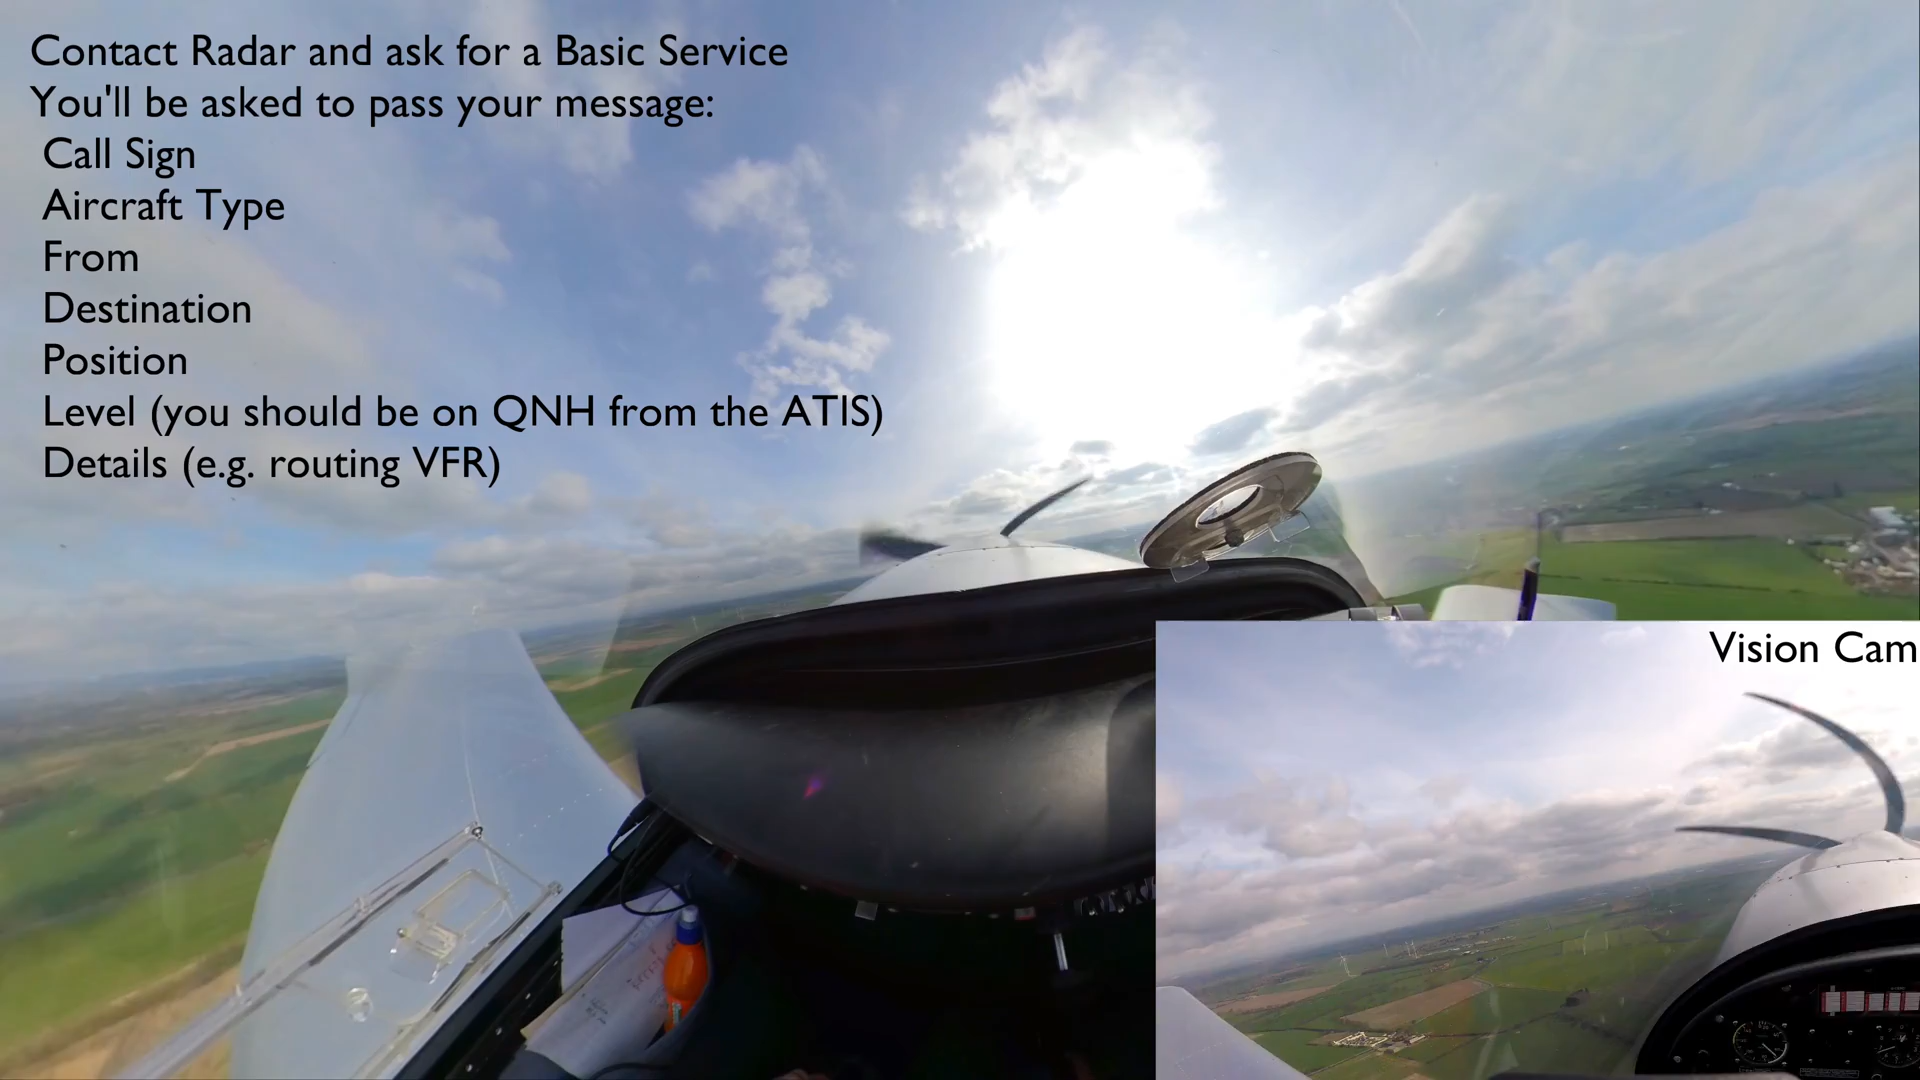 Contact Radar and ask for a Basic Service
You'll be asked to pass your message:
Call Sign
Aircraft Type
From
Destination
Position
Level (you should be on QNH from the ATIS)
Details (e.g. routing VFR)
Vision Cam